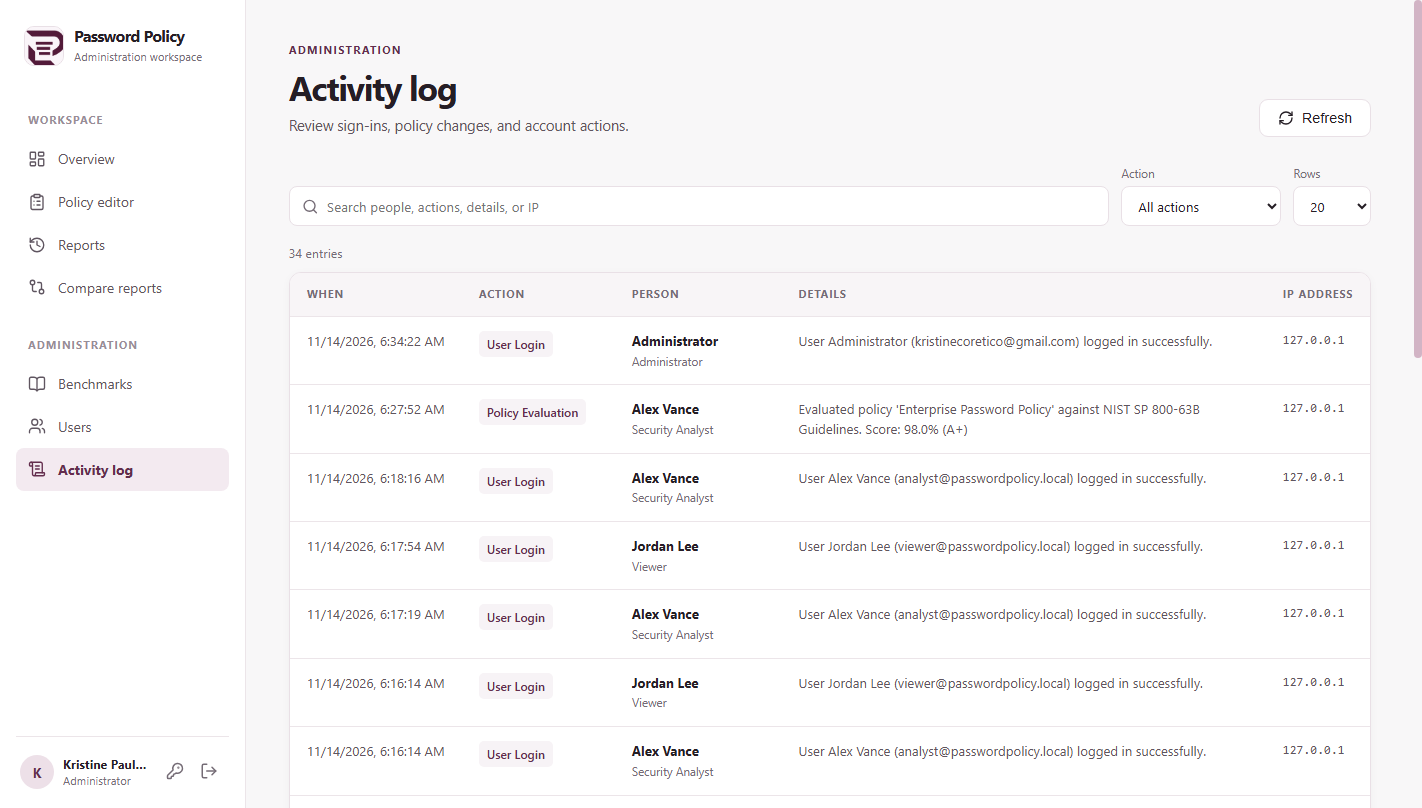 Password Policy
Administration workspace
WORKSPACE
Overview
Policy editor
Reports
Compare reports
ADMINISTRATION
Benchmarks
Users
Activity log
K
Kristine Paul...
Administrator
ADMINISTRATION
Activity log
Review sign-ins, policy changes, and account actions.
Refresh
Action
Rows
Search people, actions, details, or IP
All actions
20
34 entries
WHEN ACTION PERSON DETAILS IP ADDRESS
11/14/2026, 6:34:22 AM User Login Administrator User Administrator (kristinecoretico@gmail.com) logged in successfully. 127.0.0.1
Administrator
11/14/2026, 6:27:52 AM Policy Evaluation Alex Vance Evaluated policy 'Enterprise Password Policy' against NIST SP 800-63B 127.0.0.1
Security Analyst Guidelines. Score: 98.0% (A+)
11/14/2026, 6:18:16 AM User Login Alex Vance User Alex Vance (analyst@passwordpolicy.local) logged in successfully. 127.0.0.1
Security Analyst
11/14/2026, 6:17:54 AM User Login Jordan Lee User Jordan Lee (viewer@passwordpolicy.local) logged in successfully. 127.0.0.1
Viewer
11/14/2026, 6:17:19 AM User Login Alex Vance User Alex Vance (analyst@passwordpolicy.local) logged in successfully. 127.0.0.1
Security Analyst
11/14/2026, 6:16:14 AM User Login Jordan Lee User Jordan Lee (viewer@passwordpolicy.local) logged in successfully. 127.0.0.1
Viewer
11/14/2026, 6:16:14 AM User Login Alex Vance User Alex Vance (analyst@passwordpolicy.local) logged in successfully. 127.0.0.1
Security Analyst